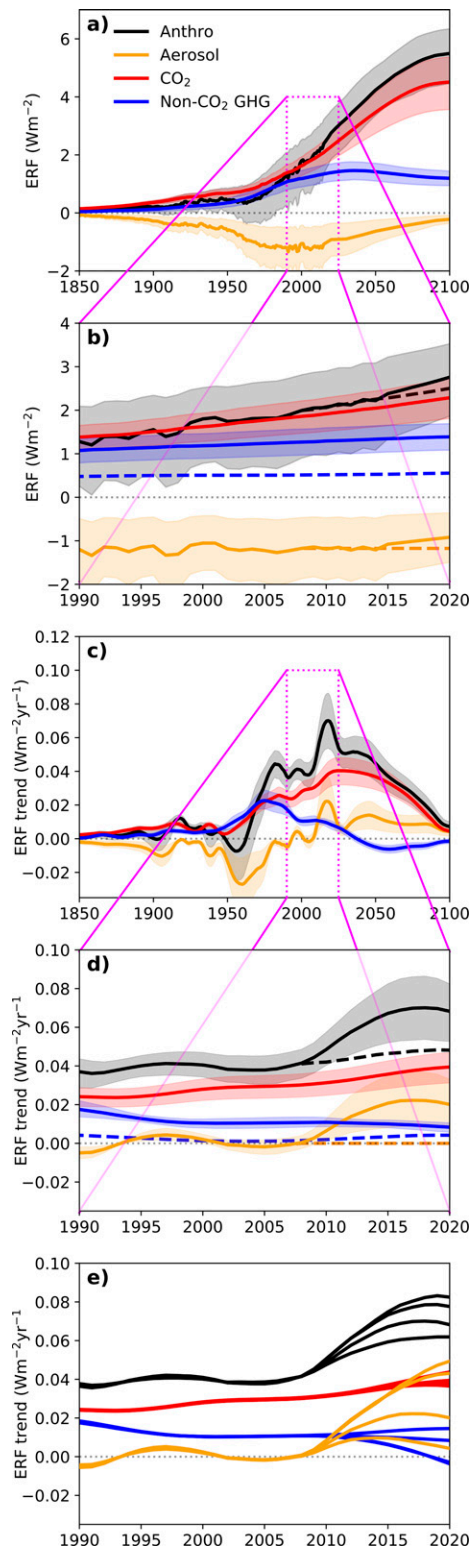 a)
Anthro
Aerosol
CO₂
Non-CO₂ GHG
ERF (Wm⁻²)
6
4
2
0
−2
1850 1900 1950 2000 2050 2100
b)
ERF (Wm⁻²)
4
3
2
1
0
−1
−2
1990 1995 2000 2005 2010 2015 2020
c)
ERF trend (Wm⁻²yr⁻¹)
0.12
0.10
0.08
0.06
0.04
0.02
0.00
−0.02
1850 1900 1950 2000 2050 2100
d)
ERF trend (Wm⁻²yr⁻¹)
0.10
0.08
0.06
0.04
0.02
0.00
−0.02
1990 1995 2000 2005 2010 2015 2020
e)
ERF trend (Wm⁻²yr⁻¹)
0.10
0.08
0.06
0.04
0.02
0.00
−0.02
1990 1995 2000 2005 2010 2015 2020